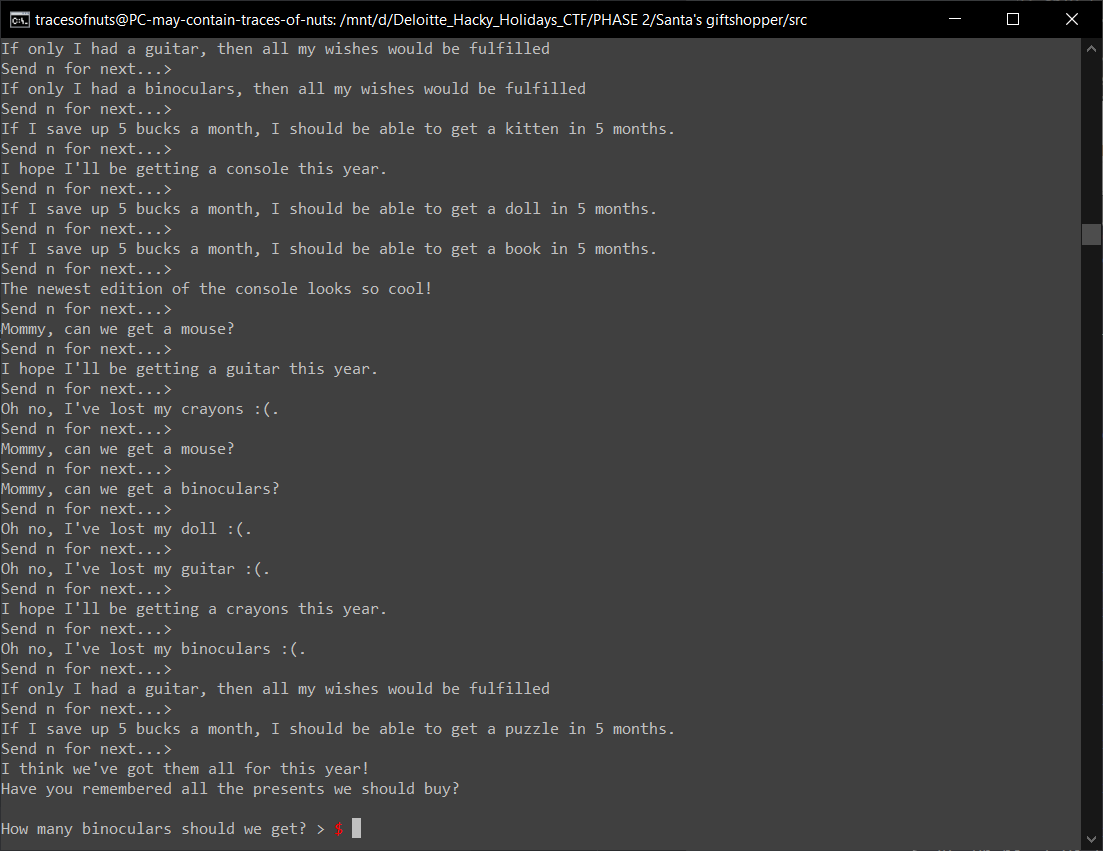 tracesofnuts@PC-may-contain-traces-of-nuts: /mnt/d/Deloitte_Hacky_Holidays_CTF/PHASE 2/Santa's giftshopper/src
If only I had a guitar, then all my wishes would be fulfilled
Send n for next...>
If only I had a binoculars, then all my wishes would be fulfilled
Send n for next...>
If I save up 5 bucks a month, I should be able to get a kitten in 5 months.
Send n for next...>
I hope I'll be getting a console this year.
Send n for next...>
If I save up 5 bucks a month, I should be able to get a doll in 5 months.
Send n for next...>
If I save up 5 bucks a month, I should be able to get a book in 5 months.
Send n for next...>
The newest edition of the console looks so cool!
Send n for next...>
Mommy, can we get a mouse?
Send n for next...>
I hope I'll be getting a guitar this year.
Send n for next...>
Oh no, I've lost my crayons :(.
Send n for next...>
Mommy, can we get a mouse?
Send n for next...>
Mommy, can we get a binoculars?
Send n for next...>
Oh no, I've lost my doll :(.
Send n for next...>
Oh no, I've lost my guitar :(.
Send n for next...>
I hope I'll be getting a crayons this year.
Send n for next...>
Oh no, I've lost my binoculars :(.
Send n for next...>
If only I had a guitar, then all my wishes would be fulfilled
Send n for next...>
If I save up 5 bucks a month, I should be able to get a puzzle in 5 months.
Send n for next...>
I think we've got them all for this year!
Have you remembered all the presents we should buy?
How many binoculars should we get? > $